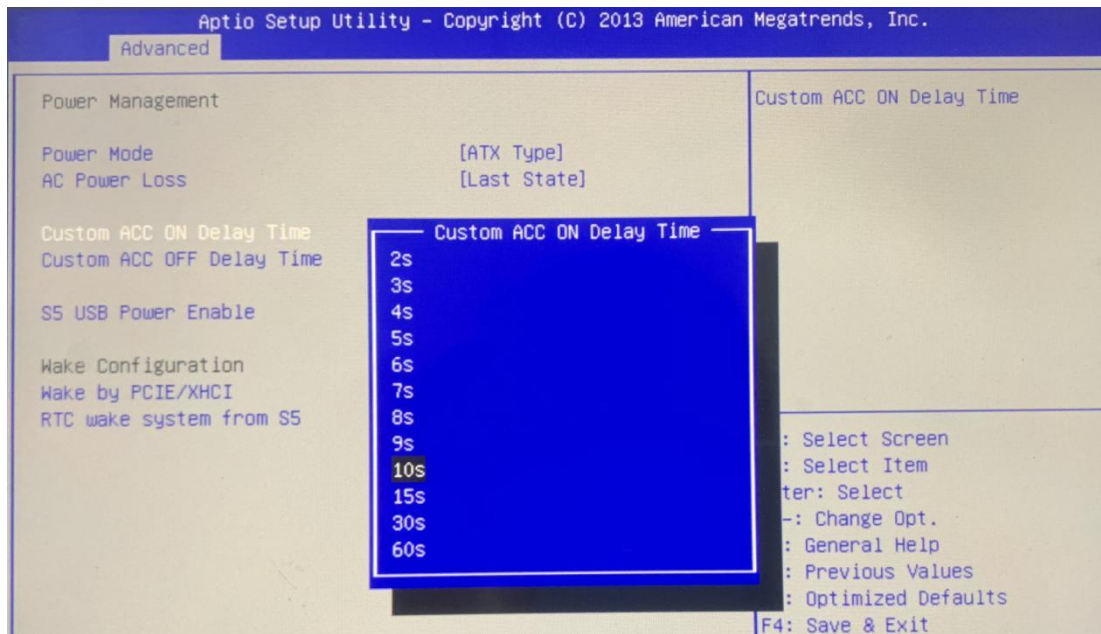 Aptio Setup Utility – Copyright (C) 2013 American Megatrends, Inc.
Advanced
Power Management
Power Mode [ATX Type]
AC Power Loss [Last State]
Custom ACC ON Delay Time
Custom ACC OFF Delay Time
S5 USB Power Enable
Wake Configuration
Wake by PCIE/XHCI
RTC wake system from S5
Custom ACC ON Delay Time
2s
3s
4s
5s
6s
7s
8s
9s
10s
15s
30s
60s
Custom ACC ON Delay Time
: Select Screen
: Select Item
ter: Select
-: Change Opt.
: General Help
: Previous Values
: Optimized Defaults
F4: Save & Exit